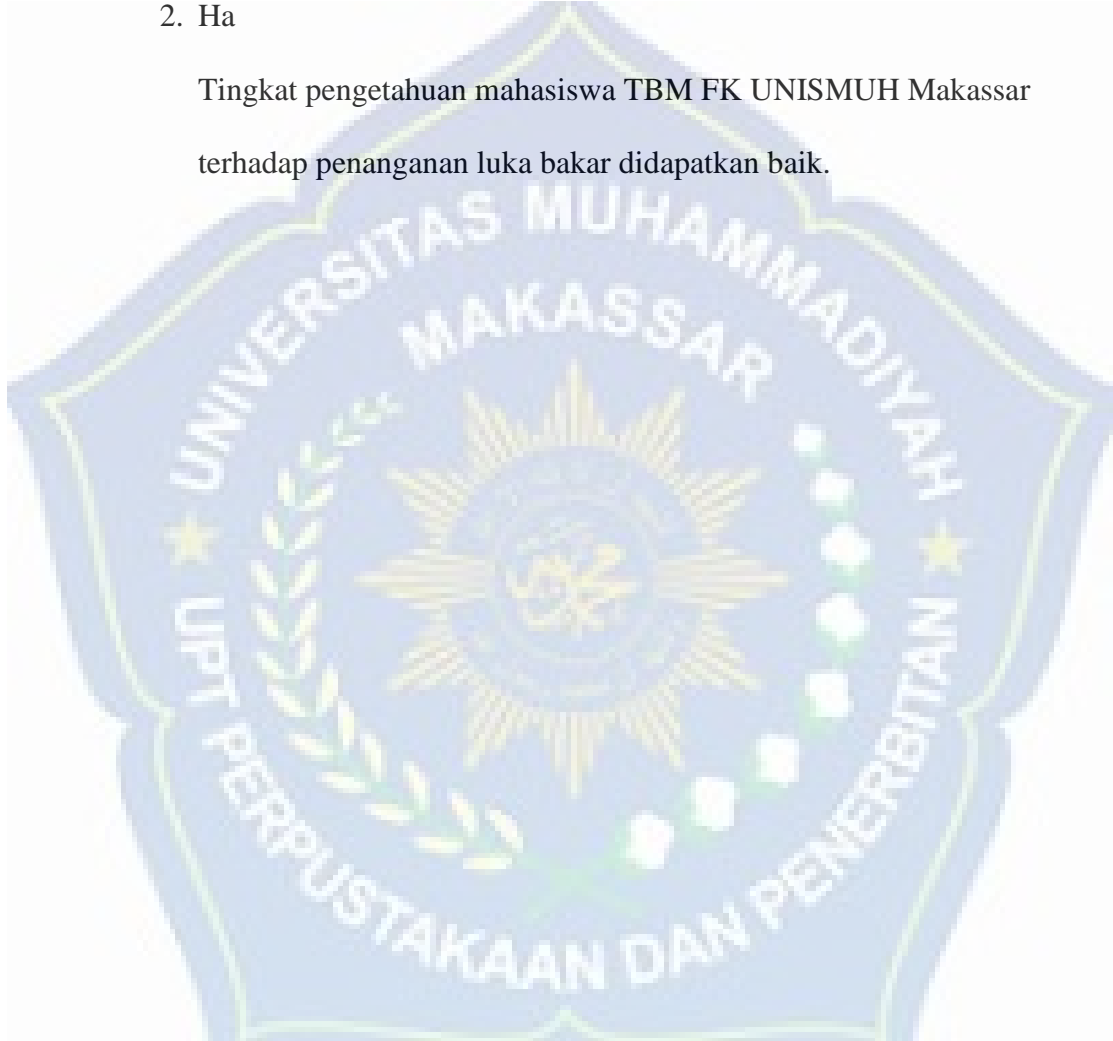 2. Ha
Tingkat pengetahuan mahasiswa TBM FK UNISMUH Makassar
terhadap penanganan luka bakar didapatkan baik.
UNIVERSITAS MUHAMMADIYAH
MAKASSAR
UPT PERPUSTAKAAN DAN PENERBITAN